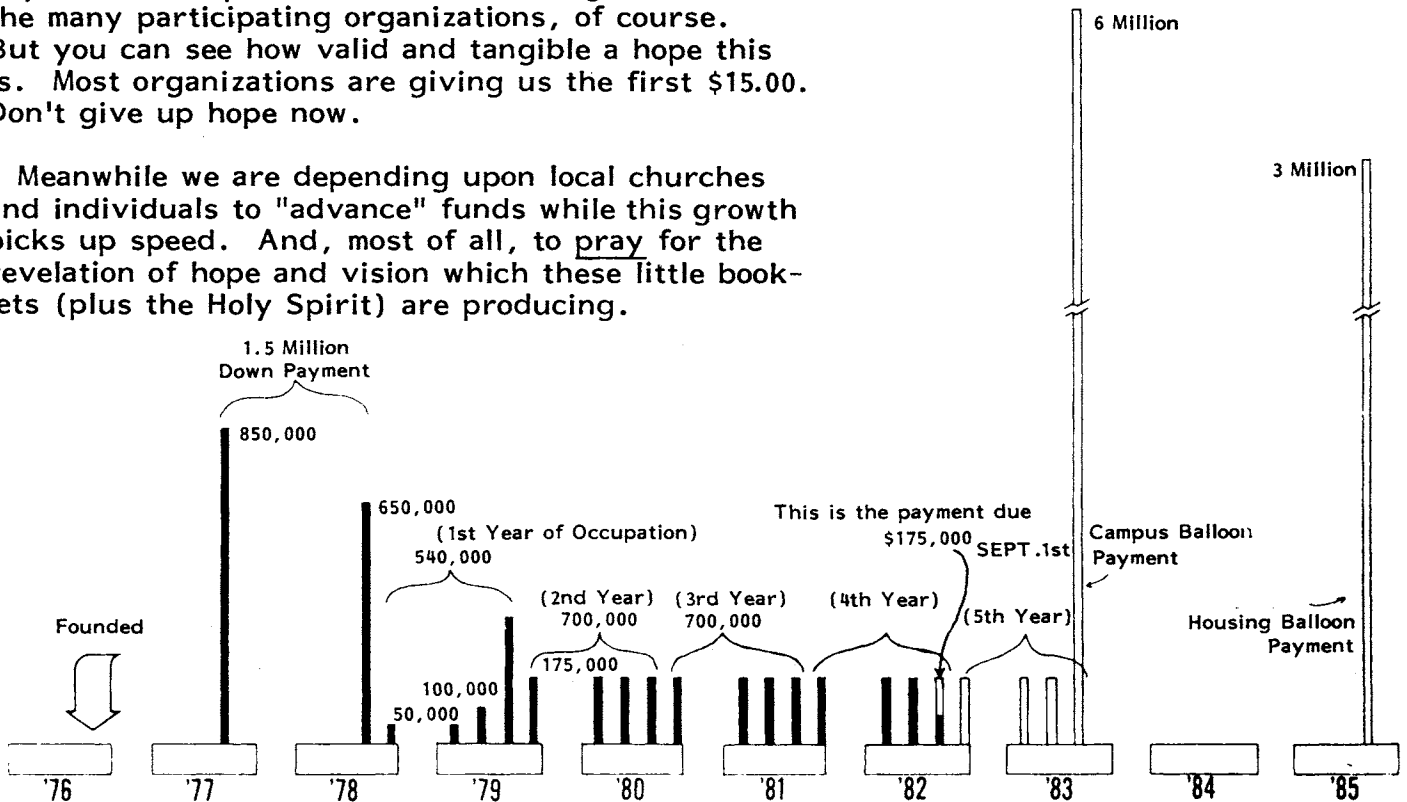 he many participating organizations, of course.
But you can see how valid and tangible a hope this
s. Most organizations are giving us the first $15.00.
Don't give up hope now.
Meanwhile we are depending upon local churches
nd individuals to "advance" funds while this growth
picks up speed. And, most of all, to pray for the
revelation of hope and vision which these little book-
ets (plus the Holy Spirit) are producing.
6 Million
3 Million
1.5 Million
Down Payment
850,000
650,000
(1st Year of Occupation)
540,000
This is the payment due
$175,000 SEPT.1st
Campus Balloon
Payment
(2nd Year)
700,000
(3rd Year)
700,000
(4th Year)
(5th Year)
Housing Balloon
Payment
Founded
175,000
100,000
50,000
'76 '77 '78 '79 '80 '81 '82 '83 '84 '85